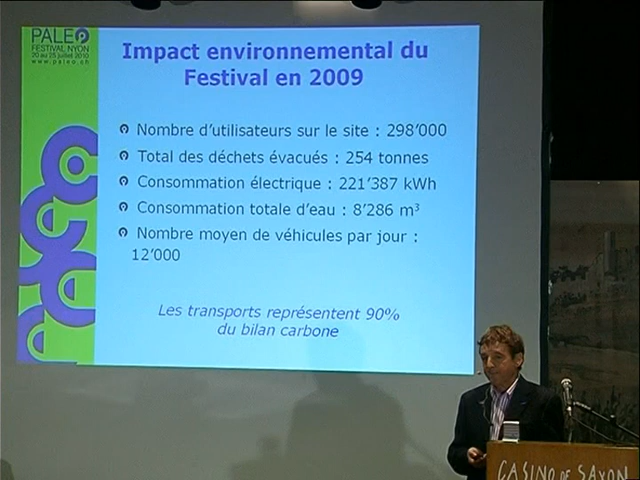 PALEO
FESTIVAL NYON
20 au 25 juillet 2010
www.paleo.ch
Impact environnemental du
Festival en 2009
Nombre d'utilisateurs sur le site : 298'000
Total des déchets évacués : 254 tonnes
Consommation électrique : 221'387 kWh
Consommation totale d'eau : 8'286 m³
Nombre moyen de véhicules par jour :
12'000
Les transports représentent 90%
du bilan carbone
CASINO DE SAXON